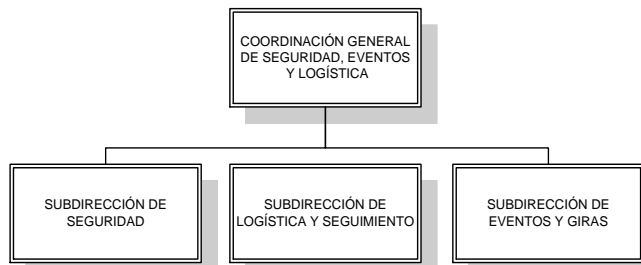 COORDINACIÓN GENERAL
DE SEGURIDAD, EVENTOS
Y LOGÍSTICA
SUBDIRECCIÓN DE
SEGURIDAD
SUBDIRECCIÓN DE
LOGÍSTICA Y SEGUIMIENTO
SUBDIRECCIÓN DE
EVENTOS Y GIRAS